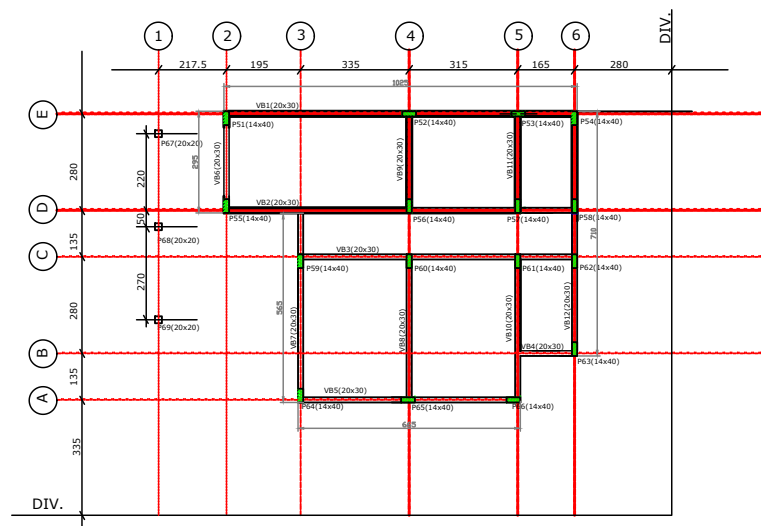 1 2 3 4 5 6
DIV.
217.5 195 335 315 165 280
1025
VB1(20x30)
E
P51(14x40) P52(14x40) P53(14x40) P54(14x40)
P67(20x20)
295
VB6(20x30)
VB9(20x30)
VB11(20x30)
280
220
VB2(20x30)
D
P55(14x40) P56(14x40) P57(14x40) P58(14x40)
50
P68(20x20)
710
135
VB3(20x30)
C
P59(14x40) P60(14x40) P61(14x40) P62(14x40)
270
280
565
VB7(20x30)
VB8(20x30)
VB10(20x30)
VB12(20x30)
P69(20x20)
VB4(20x30)
B
P63(14x40)
135
VB5(20x30)
A
P64(14x40) P65(14x40) P66(14x40)
335
DIV.